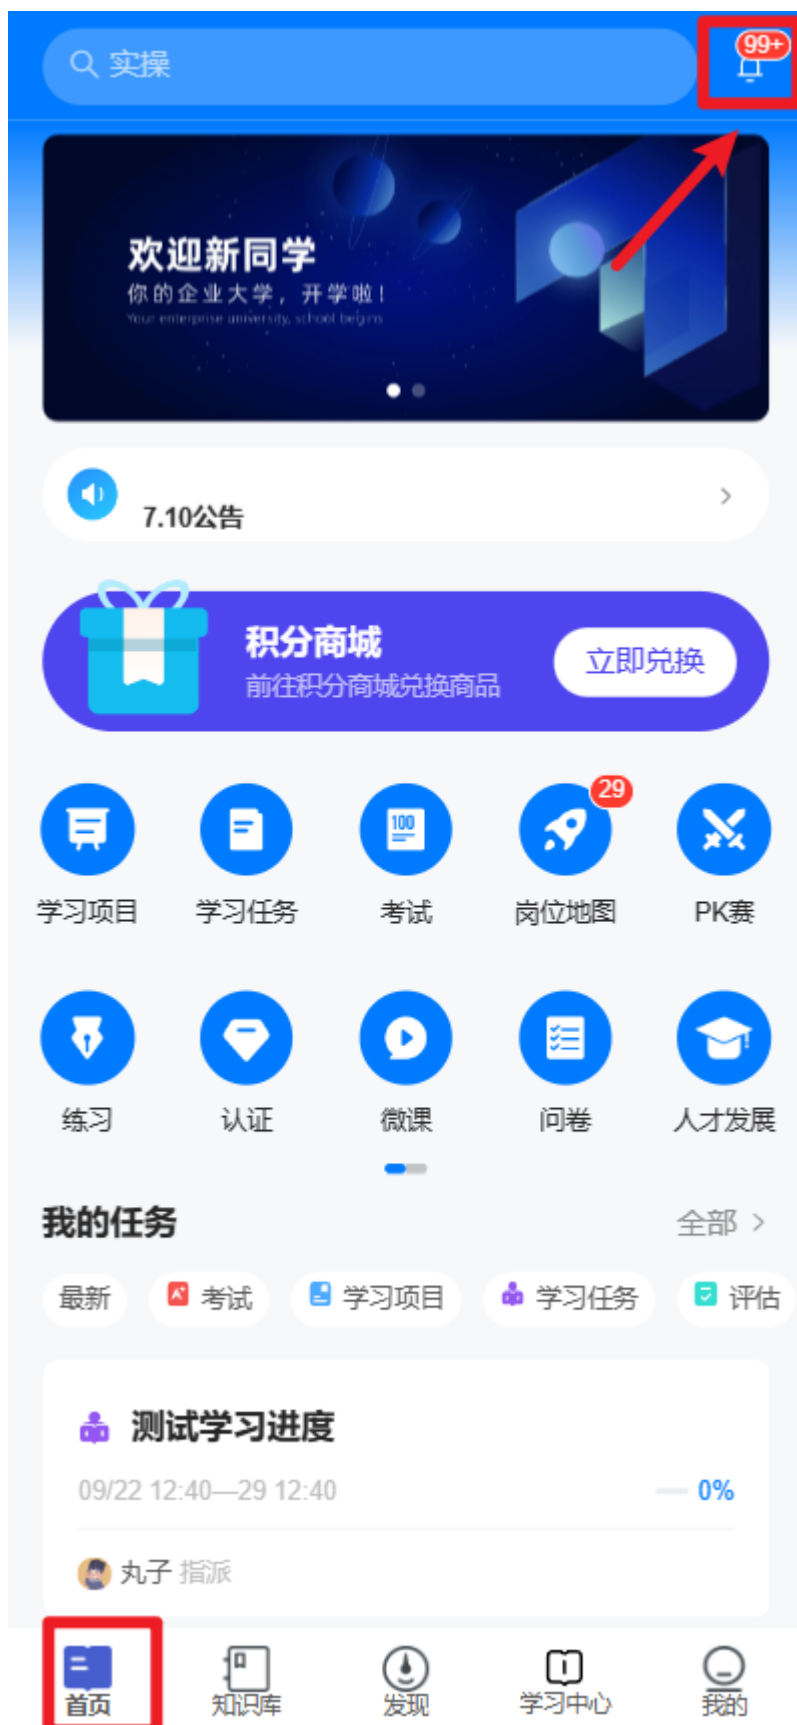 实操
99+
欢迎新同学
你的企业大学，开学啦！
Your enterprise university, school begins
7.10公告
积分商城
前往积分商城兑换商品
立即兑换
100
29
学习项目 学习任务 考试 岗位地图 PK赛
练习 认证 微课 问卷 人才发展
我的任务 全部
最新 考试 学习项目 学习任务 评估
测试学习进度
09/22 12:40—29 12:40 0%
丸子 指派
首页 知识库 发现 学习中心 我的